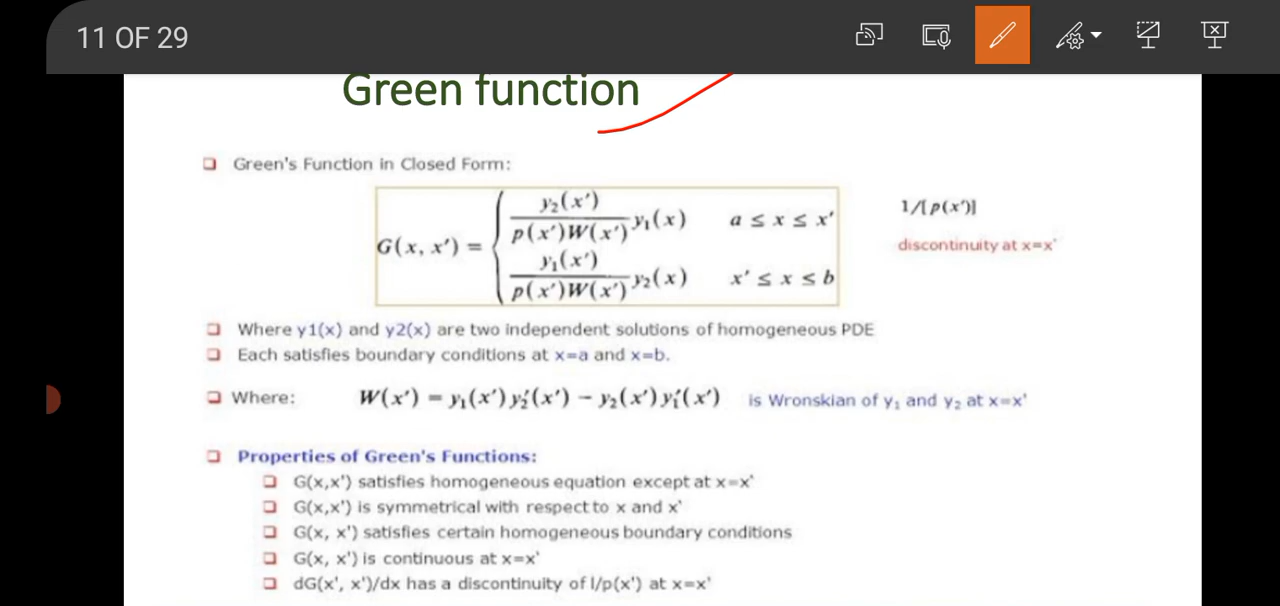 11 OF 29
Green function
Green's Function in Closed Form:
G(x, x') = { y₂(x') / p(x')W(x') y₁(x)    a ≤ x ≤ x'
y₁(x') / p(x')W(x') y₂(x)    x' ≤ x ≤ b
1/[p(x')]
discontinuity at x=x'
Where y1(x) and y2(x) are two independent solutions of homogeneous PDE
Each satisfies boundary conditions at x=a and x=b.
Where: W(x') = y₁(x')y₂'(x') − y₂(x')y₁'(x') is Wronskian of y₁ and y₂ at x=x'
Properties of Green's Functions:
G(x,x') satisfies homogeneous equation except at x=x'
G(x,x') is symmetrical with respect to x and x'
G(x, x') satisfies certain homogeneous boundary conditions
G(x, x') is continuous at x=x'
dG(x', x')/dx has a discontinuity of l/p(x') at x=x'